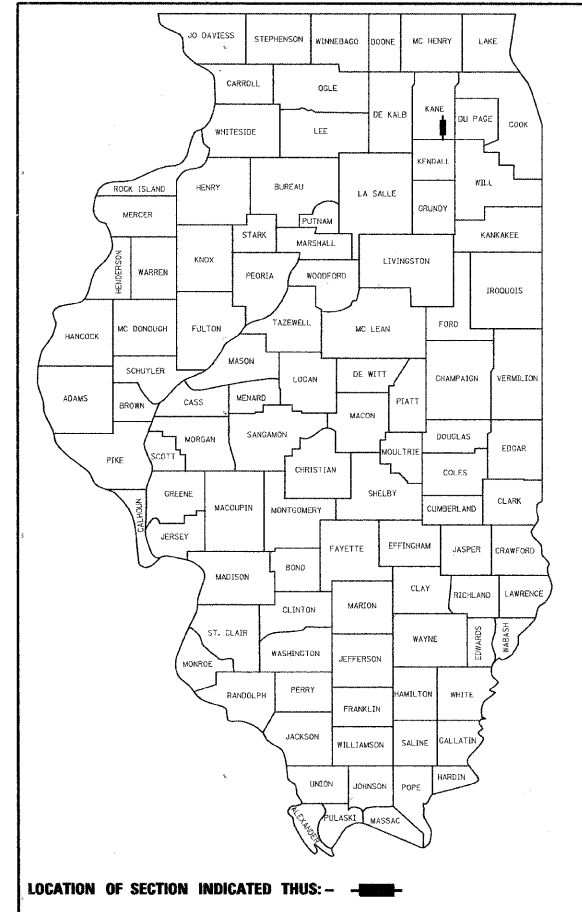 JO DAVIESS
STEPHENSON
WINNEBAGO
BOONE
MC HENRY
LAKE
CARROLL
OGLE
DE KALB
KANE
DU PAGE
COOK
WHITESIDE
LEE
KENDALL
WILL
ROCK ISLAND
HENRY
BUREAU
LA SALLE
GRUNDY
MERCER
PUTNAM
STARK
MARSHALL
KANKAKEE
HENDERSON
WARREN
KNOX
PEORIA
WOODFORD
LIVINGSTON
IROQUOIS
HANCOCK
MC DONOUGH
FULTON
TAZEWELL
MC LEAN
FORD
MASON
SCHUYLER
LOGAN
DE WITT
CHAMPAIGN
VERMILION
ADAMS
BROWN
CASS
MENARD
MACON
PIATT
MORGAN
SANGAMON
DOUGLAS
EDGAR
PIKE
SCOTT
MOULTRIE
CHRISTIAN
COLES
SHELBY
GREENE
CALHOUN
MACOUPIN
MONTGOMERY
CUMBERLAND
CLARK
JERSEY
FAYETTE
EFFINGHAM
JASPER
CRAWFORD
MADISON
BOND
CLAY
RICHLAND
LAWRENCE
CLINTON
MARION
ST. CLAIR
WAYNE
EDWARDS
WABASH
WASHINGTON
JEFFERSON
MONROE
RANDOLPH
PERRY
HAMILTON
WHITE
FRANKLIN
JACKSON
WILLIAMSON
SALINE
GALLATIN
UNION
JOHNSON
POPE
HARDIN
ALEXANDER
PULASKI
MASSAC
LOCATION OF SECTION INDICATED THUS: -